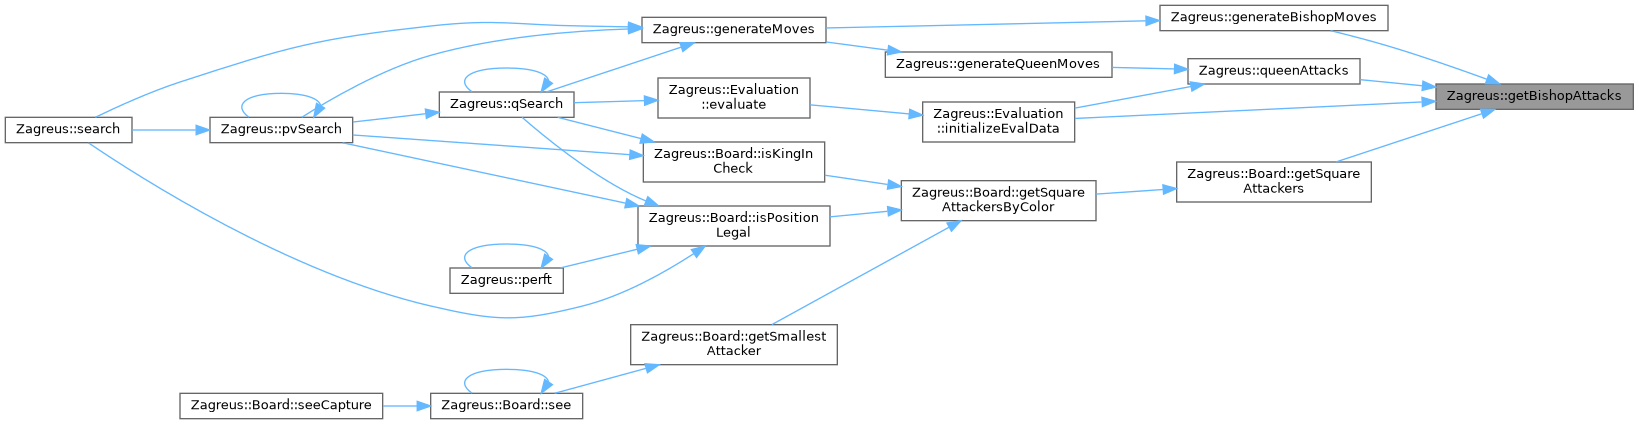 Zagreus::generateBishopMoves
Zagreus::generateMoves
Zagreus::generateQueenMoves
Zagreus::queenAttacks
Zagreus::Evaluation
::evaluate
Zagreus::getBishopAttacks
Zagreus::qSearch
Zagreus::Evaluation
::initializeEvalData
Zagreus::search
Zagreus::pvSearch
Zagreus::Board::isKingIn
Check
Zagreus::Board::getSquare
Attackers
Zagreus::Board::getSquare
AttackersByColor
Zagreus::Board::isPosition
Legal
Zagreus::perft
Zagreus::Board::getSmallest
Attacker
Zagreus::Board::seeCapture
Zagreus::Board::see